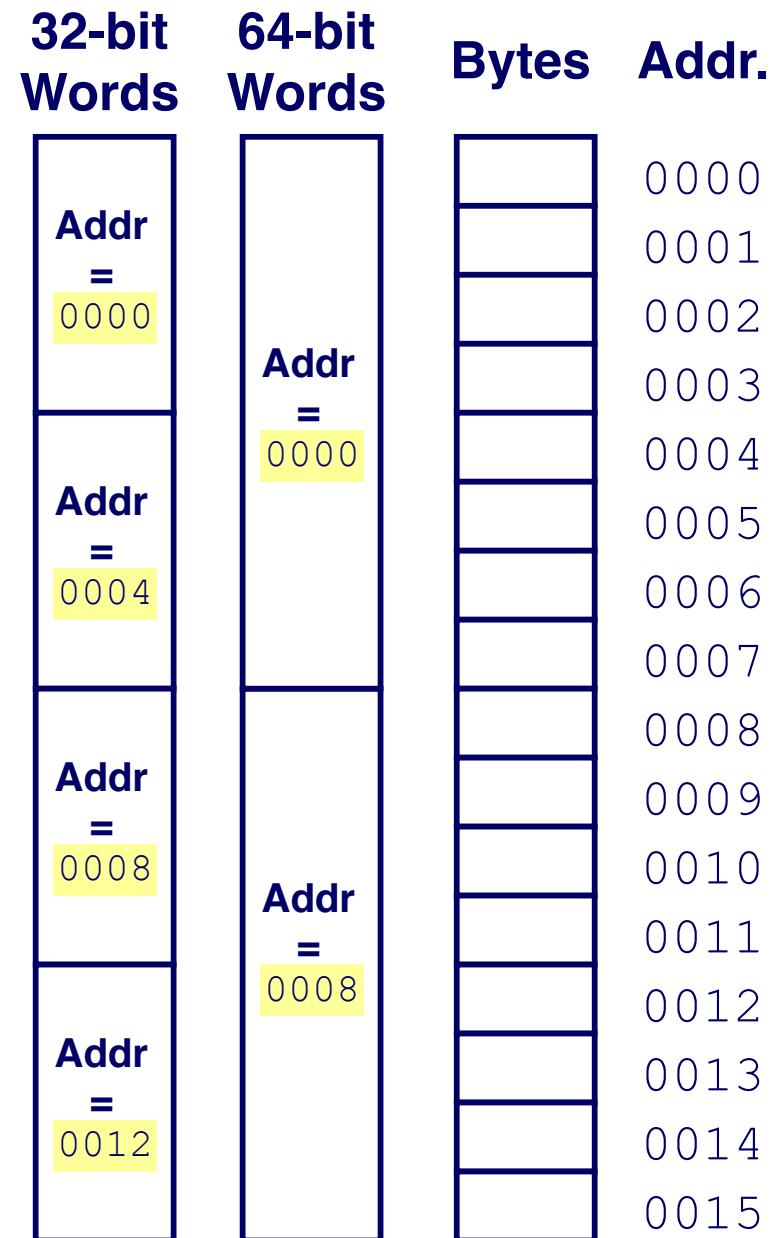 32-bit
Words
64-bit
Words
Bytes
Addr.
Addr
=
0000
Addr
=
0004
Addr
=
0008
Addr
=
0012
Addr
=
0000
Addr
=
0008
0000
0001
0002
0003
0004
0005
0006
0007
0008
0009
0010
0011
0012
0013
0014
0015